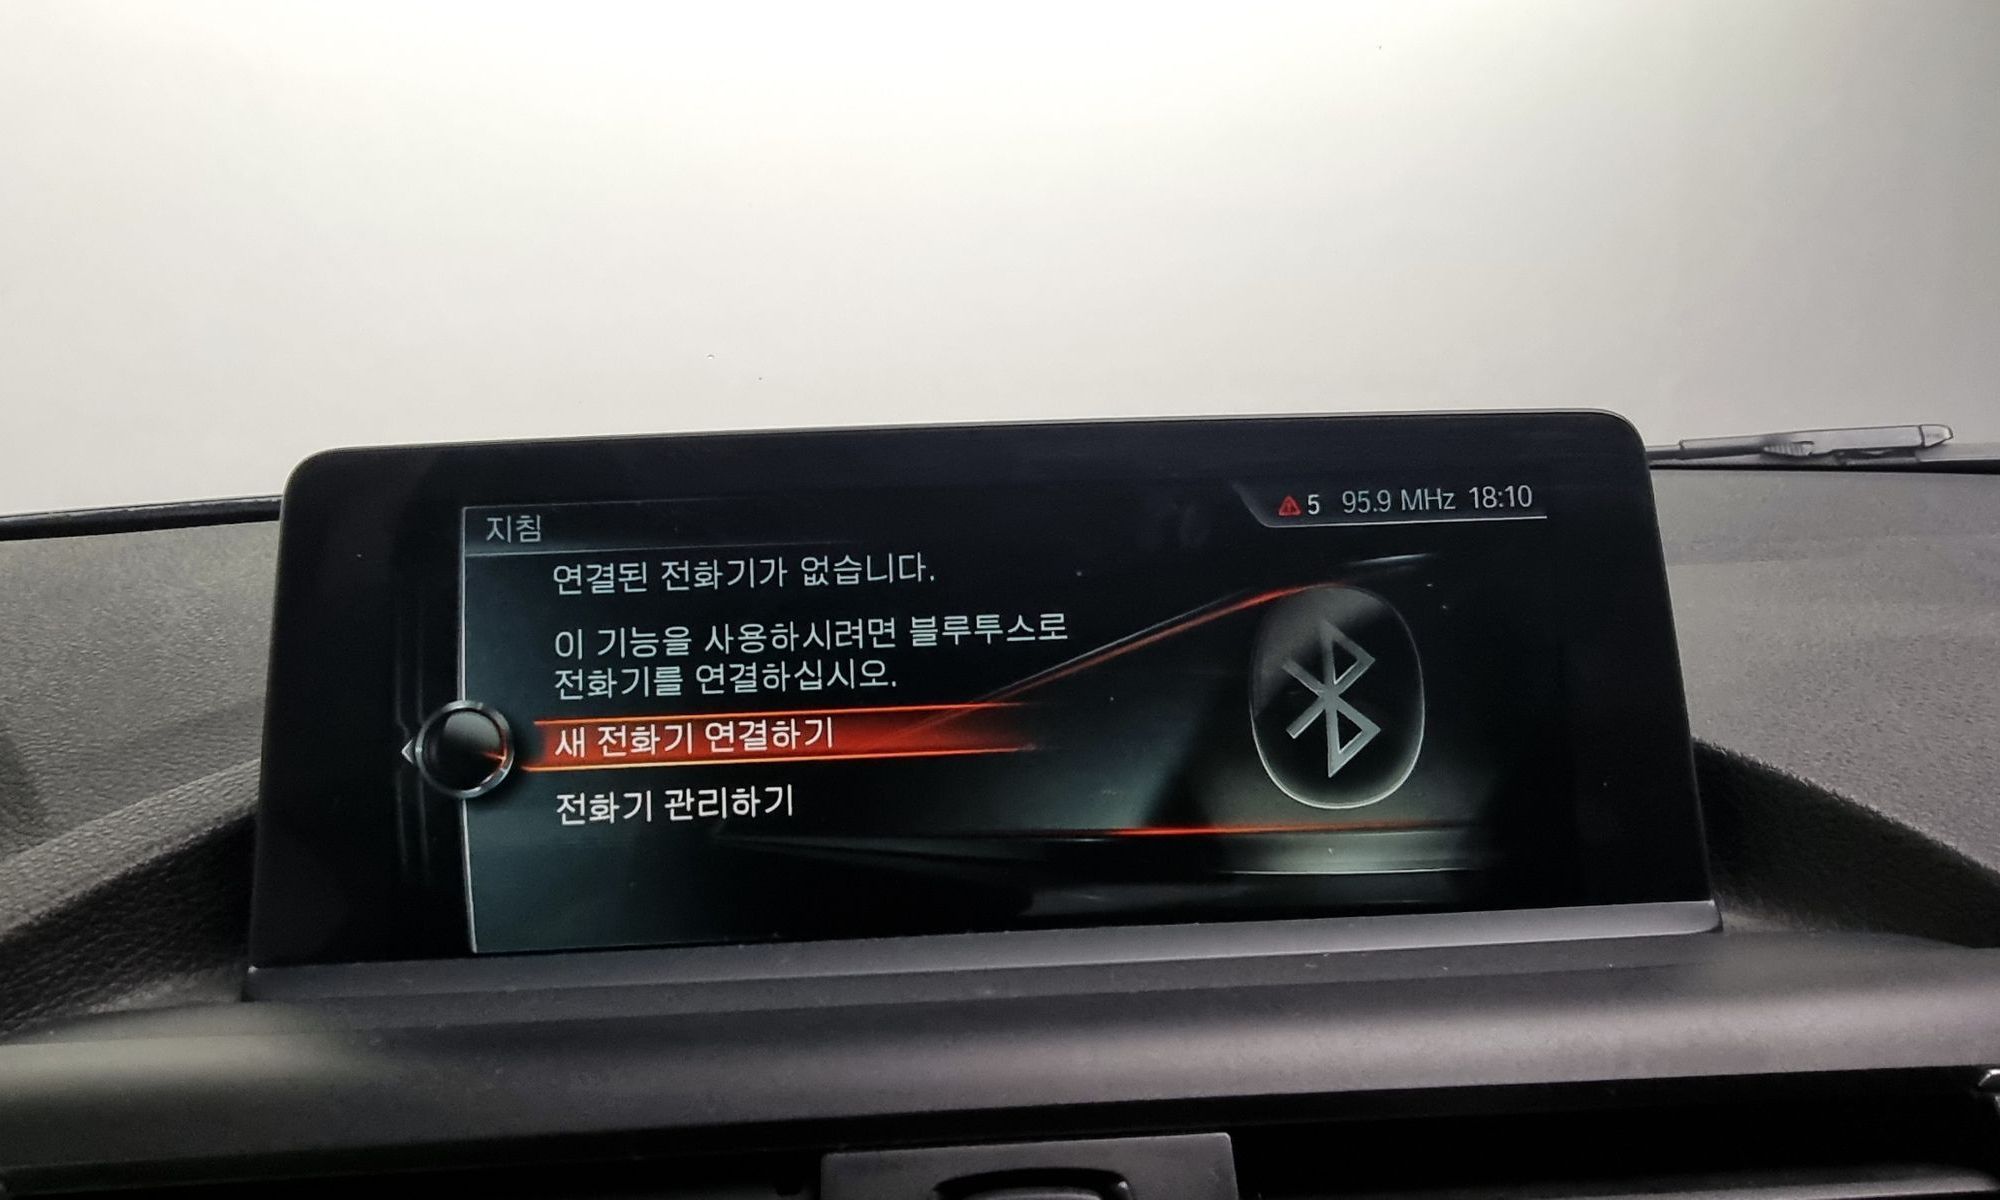 지침
5 95.9 MHz 18:10
연결된 전화기가 없습니다.
이 기능을 사용하시려면 블루투스로
전화기를 연결하십시오.
새 전화기 연결하기
전화기 관리하기